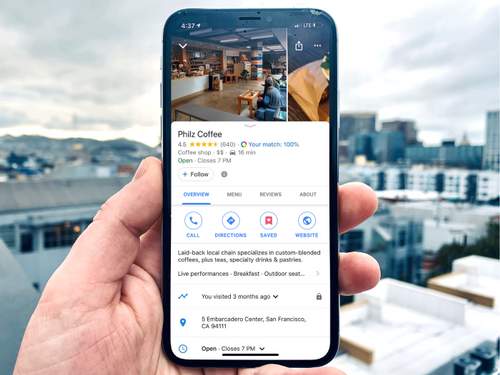 4:37
LTE
Philz Coffee
4.5 (640) · Your match: 100%
Coffee shop · $$ · 16 min
Open · Closes 7 PM
+ Follow
OVERVIEW MENU REVIEWS ABOUT
CALL DIRECTIONS SAVED WEBSITE
Laid-back local chain specializes in custom-blended
coffees, plus teas, specialty drinks & pastries.
Live performances · Breakfast · Outdoor seat...
You visited 3 months ago
5 Embarcadero Center, San Francisco,
CA 94111
Open · Closes 7 PM